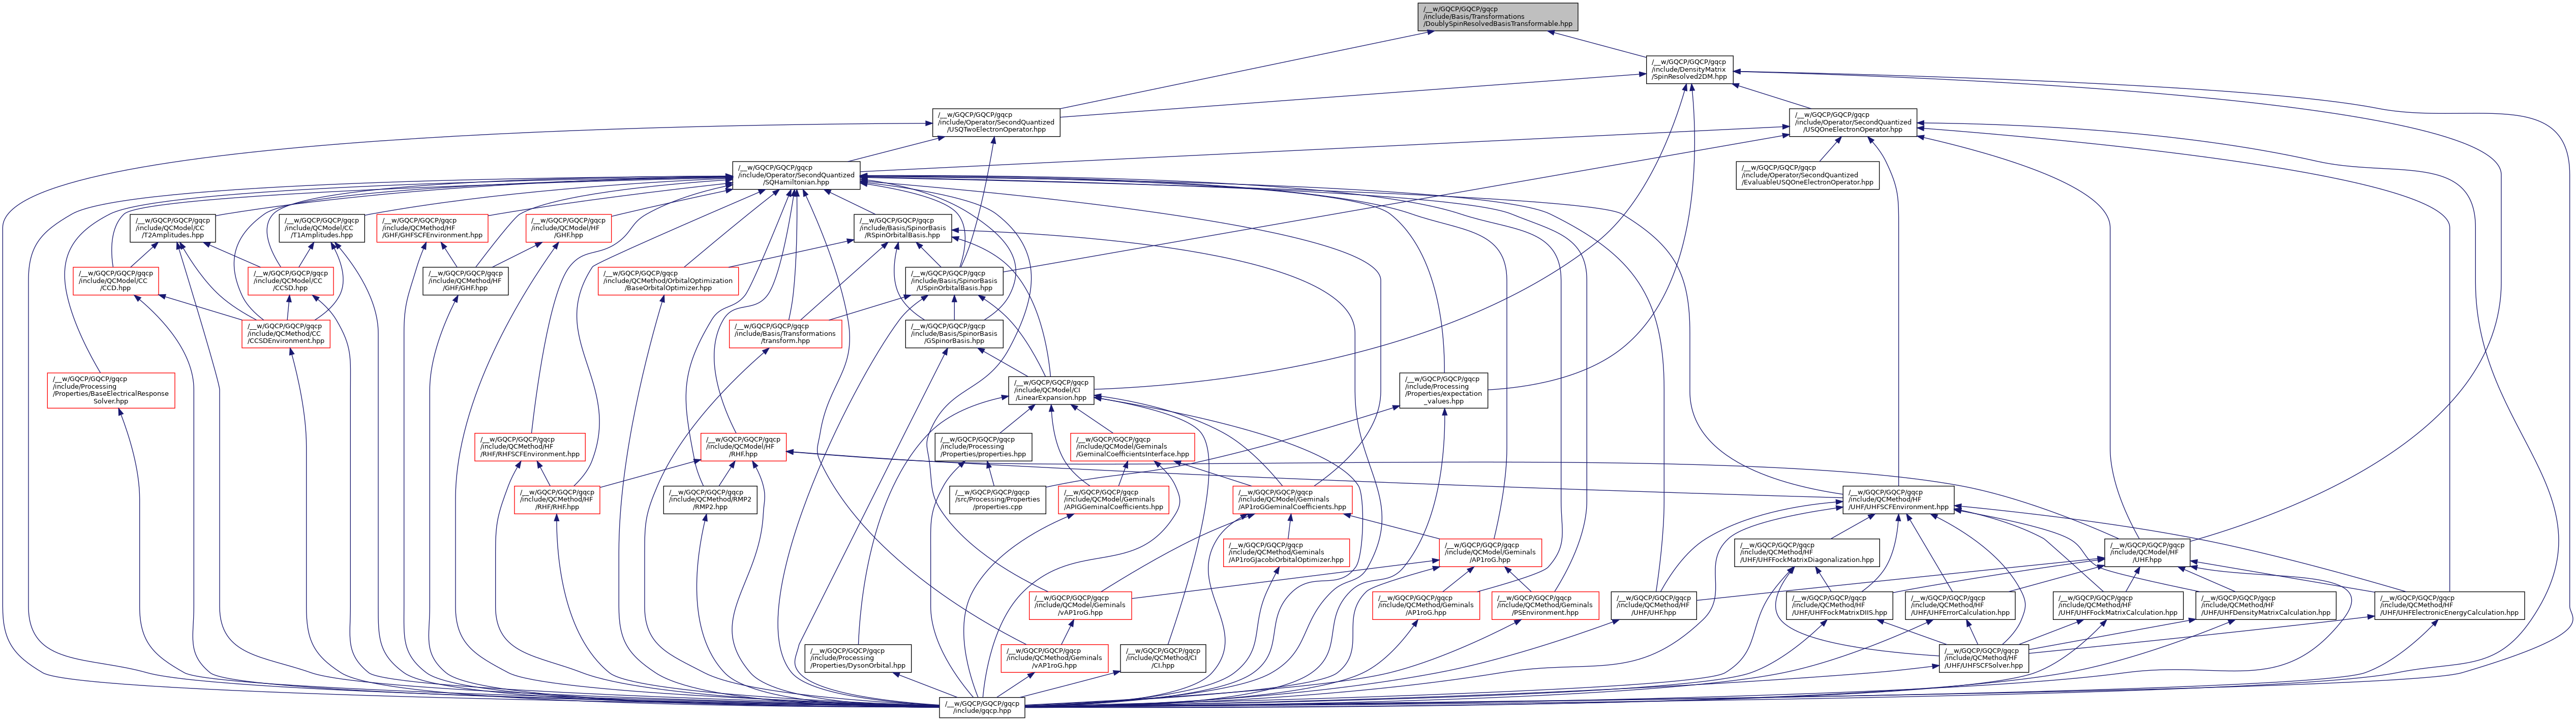 /__w/GQCP/GQCP/gqcp
/include/Basis/Transformations
/DoublySpinResolvedBasisTransformable.hpp
/__w/GQCP/GQCP/gqcp
/include/DensityMatrix
/SpinResolved2DM.hpp
/__w/GQCP/GQCP/gqcp
/include/Operator/SecondQuantized
/USQTwoElectronOperator.hpp
/__w/GQCP/GQCP/gqcp
/include/Operator/SecondQuantized
/USQOneElectronOperator.hpp
/__w/GQCP/GQCP/gqcp
/include/Operator/SecondQuantized
/SQHamiltonian.hpp
/__w/GQCP/GQCP/gqcp
/include/Operator/SecondQuantized
/EvaluableUSQOneElectronOperator.hpp
/__w/GQCP/GQCP/gqcp
/include/QCModel/CC
/T2Amplitudes.hpp
/__w/GQCP/GQCP/gqcp
/include/QCModel/CC
/T1Amplitudes.hpp
/__w/GQCP/GQCP/gqcp
/include/QCMethod/HF
/GHF/GHFSCFEnvironment.hpp
/__w/GQCP/GQCP/gqcp
/include/QCModel/HF
/GHF.hpp
/__w/GQCP/GQCP/gqcp
/include/Basis/SpinorBasis
/RSpinOrbitalBasis.hpp
/__w/GQCP/GQCP/gqcp
/include/QCModel/CC
/CCD.hpp
/__w/GQCP/GQCP/gqcp
/include/QCModel/CC
/CCSD.hpp
/__w/GQCP/GQCP/gqcp
/include/QCMethod/HF
/GHF/GHF.hpp
/__w/GQCP/GQCP/gqcp
/include/QCMethod/OrbitalOptimization
/BaseOrbitalOptimizer.hpp
/__w/GQCP/GQCP/gqcp
/include/Basis/SpinorBasis
/USpinOrbitalBasis.hpp
/__w/GQCP/GQCP/gqcp
/include/QCMethod/CC
/CCSDEnvironment.hpp
/__w/GQCP/GQCP/gqcp
/include/Basis/Transformations
/transform.hpp
/__w/GQCP/GQCP/gqcp
/include/Basis/SpinorBasis
/GSpinorBasis.hpp
/__w/GQCP/GQCP/gqcp
/include/Processing
/Properties/BaseElectricalResponse
Solver.hpp
/__w/GQCP/GQCP/gqcp
/include/QCModel/CI
/LinearExpansion.hpp
/__w/GQCP/GQCP/gqcp
/include/Processing
/Properties/expectation
_values.hpp
/__w/GQCP/GQCP/gqcp
/include/QCMethod/HF
/RHF/RHFSCFEnvironment.hpp
/__w/GQCP/GQCP/gqcp
/include/QCModel/HF
/RHF.hpp
/__w/GQCP/GQCP/gqcp
/include/Processing
/Properties/properties.hpp
/__w/GQCP/GQCP/gqcp
/include/QCModel/Geminals
/GeminalCoefficientsInterface.hpp
/__w/GQCP/GQCP/gqcp
/include/QCMethod/HF
/RHF/RHF.hpp
/__w/GQCP/GQCP/gqcp
/include/QCMethod/RMP2
/RMP2.hpp
/__w/GQCP/GQCP/gqcp
/src/Processing/Properties
/properties.cpp
/__w/GQCP/GQCP/gqcp
/include/QCModel/Geminals
/APIGGeminalCoefficients.hpp
/__w/GQCP/GQCP/gqcp
/include/QCModel/Geminals
/AP1roGGeminalCoefficients.hpp
/__w/GQCP/GQCP/gqcp
/include/QCMethod/HF
/UHF/UHFSCFEnvironment.hpp
/__w/GQCP/GQCP/gqcp
/include/QCMethod/Geminals
/AP1roGJacobiOrbitalOptimizer.hpp
/__w/GQCP/GQCP/gqcp
/include/QCModel/Geminals
/AP1roG.hpp
/__w/GQCP/GQCP/gqcp
/include/QCMethod/HF
/UHF/UHFFockMatrixDiagonalization.hpp
/__w/GQCP/GQCP/gqcp
/include/QCModel/HF
/UHF.hpp
/__w/GQCP/GQCP/gqcp
/include/QCModel/Geminals
/vAP1roG.hpp
/__w/GQCP/GQCP/gqcp
/include/QCMethod/Geminals
/AP1roG.hpp
/__w/GQCP/GQCP/gqcp
/include/QCMethod/Geminals
/PSEnvironment.hpp
/__w/GQCP/GQCP/gqcp
/include/QCMethod/HF
/UHF/UHF.hpp
/__w/GQCP/GQCP/gqcp
/include/QCMethod/HF
/UHF/UHFFockMatrixDIIS.hpp
/__w/GQCP/GQCP/gqcp
/include/QCMethod/HF
/UHF/UHFErrorCalculation.hpp
/__w/GQCP/GQCP/gqcp
/include/QCMethod/HF
/UHF/UHFFockMatrixCalculation.hpp
/__w/GQCP/GQCP/gqcp
/include/QCMethod/HF
/UHF/UHFDensityMatrixCalculation.hpp
/__w/GQCP/GQCP/gqcp
/include/QCMethod/HF
/UHF/UHFElectronicEnergyCalculation.hpp
/__w/GQCP/GQCP/gqcp
/include/Processing
/Properties/DysonOrbital.hpp
/__w/GQCP/GQCP/gqcp
/include/QCMethod/Geminals
/vAP1roG.hpp
/__w/GQCP/GQCP/gqcp
/include/QCMethod/CI
/CI.hpp
/__w/GQCP/GQCP/gqcp
/include/QCMethod/HF
/UHF/UHFSCFSolver.hpp
/__w/GQCP/GQCP/gqcp
/include/gqcp.hpp